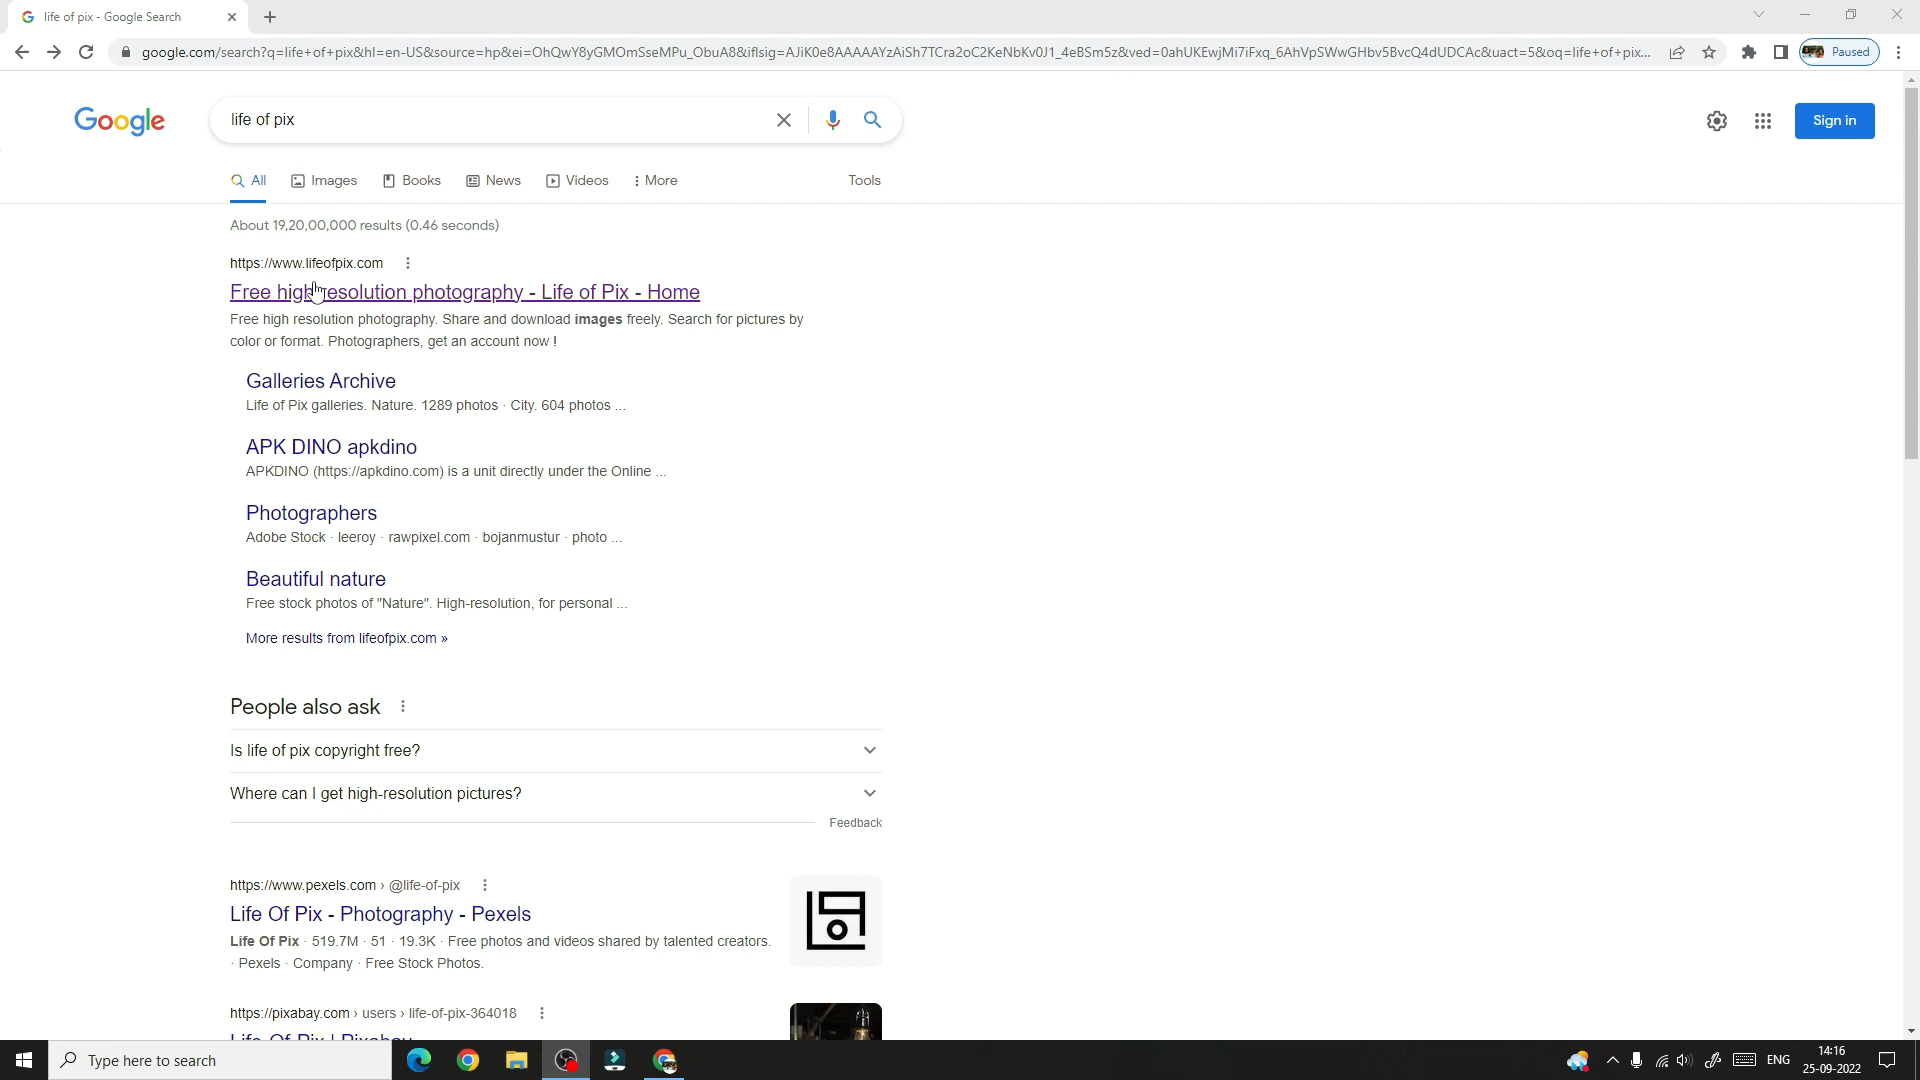 life of pix - Google Search
google.com/search?q=life+of+pix&hl=en-US&source=hp&ei=OhQwY8yGMOmSseMPu_ObuA8&iflsig=AJiK0e8AAAAAYzAiSh7TCra2oC2KeNbKv0J1_4eBSm5z&ved=0ahUKEwjMi7iFxq_6AhVpSWwGHbv5BvcQ4dUDCAc&uact=5&oq=life+of+pix...
Paused
Google
life of pix
Sign in
All Images Books News Videos More Tools
About 19,20,00,000 results (0.46 seconds)
https://www.lifeofpix.com
Free high resolution photography - Life of Pix - Home
Free high resolution photography. Share and download images freely. Search for pictures by
color or format. Photographers, get an account now !
Galleries Archive
Life of Pix galleries. Nature. 1289 photos · City. 604 photos ...
APK DINO apkdino
APKDINO (https://apkdino.com) is a unit directly under the Online ...
Photographers
Adobe Stock · leeroy · rawpixel.com · bojanmustur · photo ...
Beautiful nature
Free stock photos of "Nature". High-resolution, for personal ...
More results from lifeofpix.com »
People also ask
Is life of pix copyright free?
Where can I get high-resolution pictures?
Feedback
https://www.pexels.com › @life-of-pix
Life Of Pix - Photography - Pexels
Life Of Pix · 519.7M · 51 · 19.3K · Free photos and videos shared by talented creators.
· Pexels · Company · Free Stock Photos.
https://pixabay.com › users › life-of-pix-364018
Life Of Pix | Pixabay
Type here to search
ENG
14:16
25-09-2022